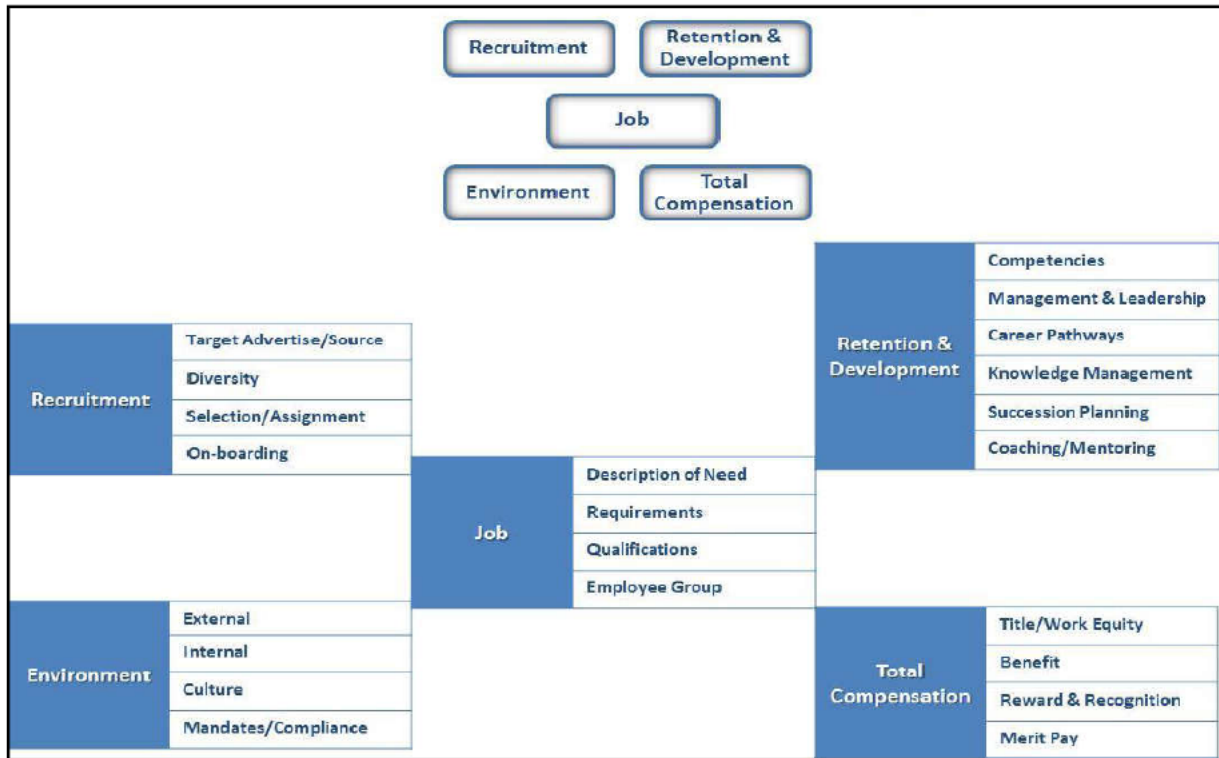 Recruitment
Retention &
Development
Job
Environment
Total
Compensation
Recruitment
Target Advertise/Source
Diversity
Selection/Assignment
On-boarding
Retention &
Development
Competencies
Management & Leadership
Career Pathways
Knowledge Management
Succession Planning
Coaching/Mentoring
Job
Description of Need
Requirements
Qualifications
Employee Group
Environment
External
Internal
Culture
Mandates/Compliance
Total
Compensation
Title/Work Equity
Benefit
Reward & Recognition
Merit Pay